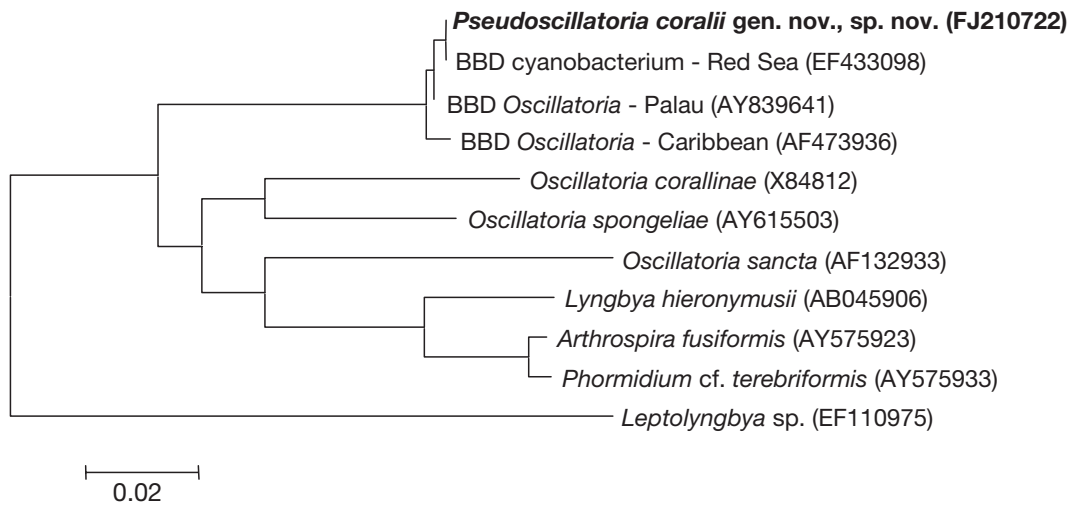 Pseudoscillatoria coralii gen. nov., sp. nov. (FJ210722)
BBD cyanobacterium - Red Sea (EF433098)
BBD Oscillatoria - Palau (AY839641)
BBD Oscillatoria - Caribbean (AF473936)
Oscillatoria corallinae (X84812)
Oscillatoria spongeliae (AY615503)
Oscillatoria sancta (AF132933)
Lyngbya hieronymusii (AB045906)
Arthrospira fusiformis (AY575923)
Phormidium cf. terebriformis (AY575933)
Leptolyngbya sp. (EF110975)
0.02